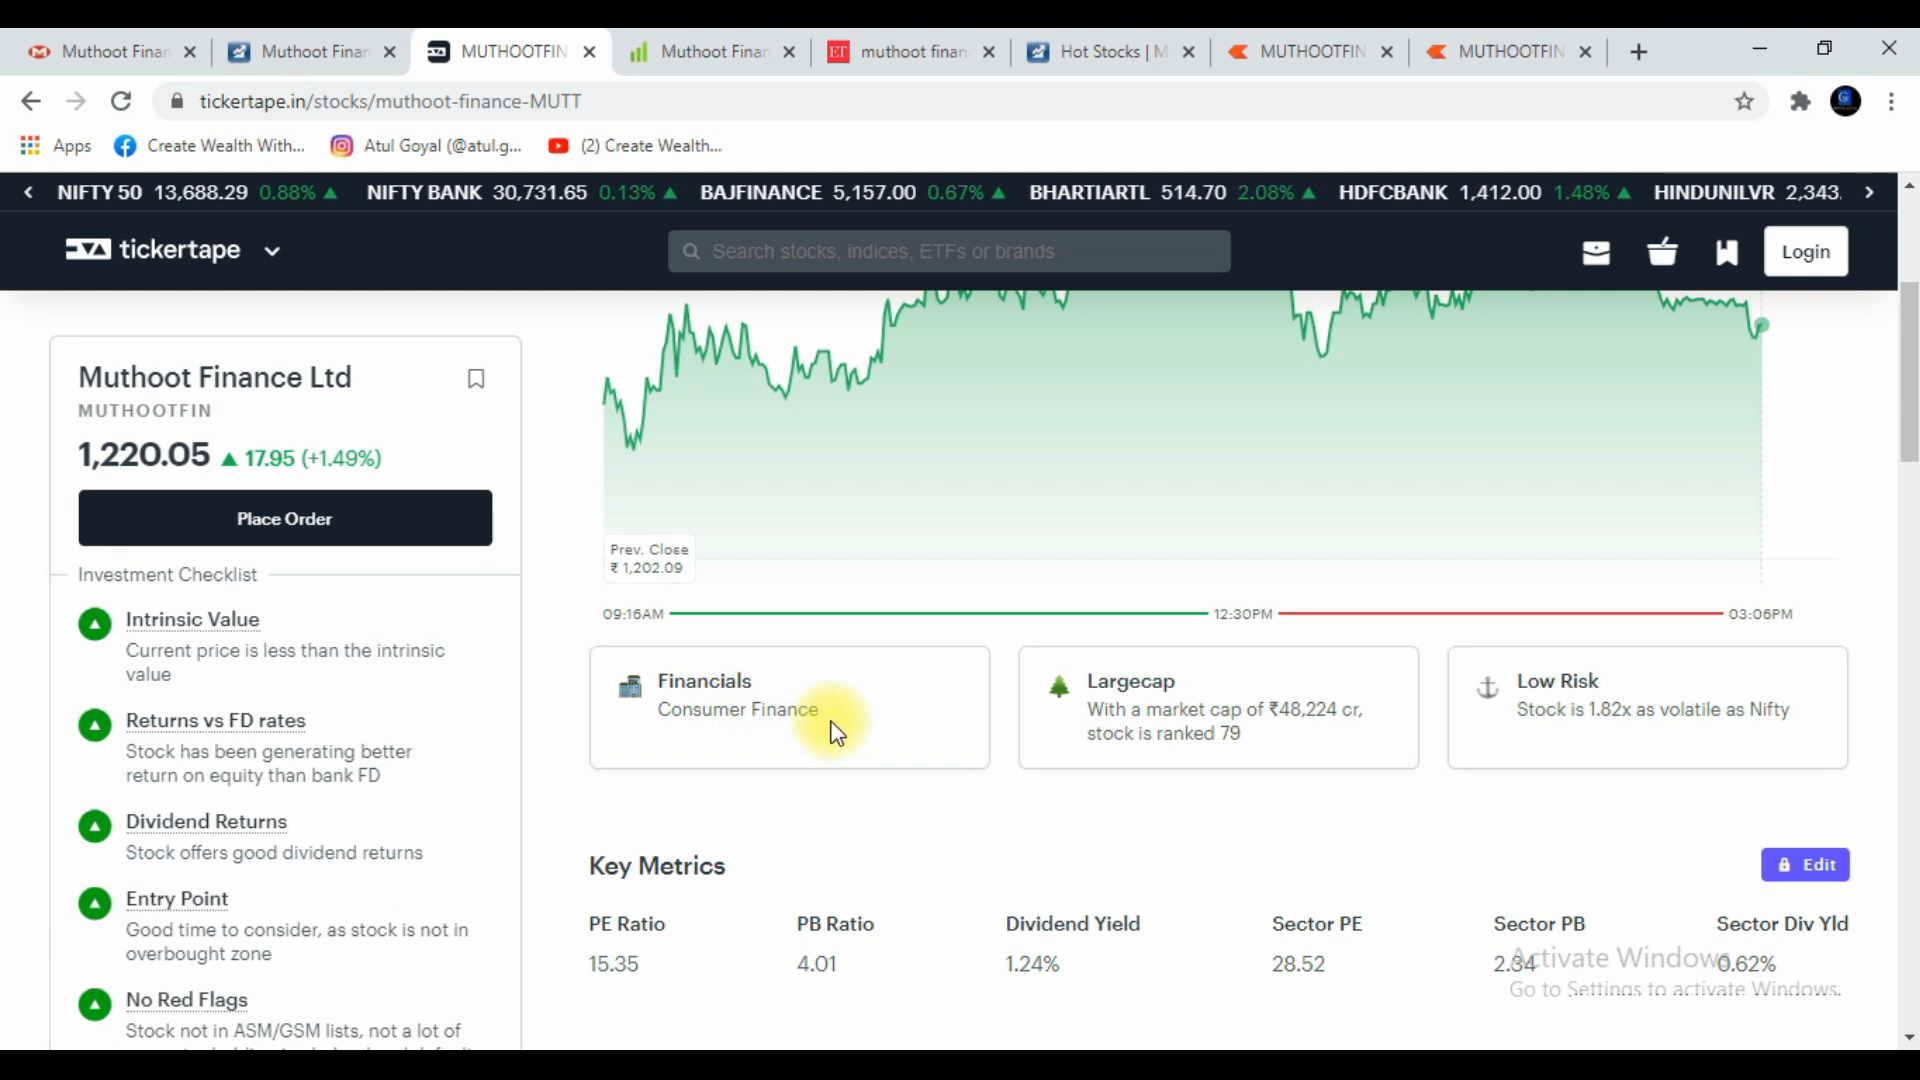 Muthoot Finan
Muthoot Finan
MUTHOOTFIN
Muthoot Finan
ET
muthoot finan
Hot Stocks | M
MUTHOOTFIN
MUTHOOTFIN
tickertape.in/stocks/muthoot-finance-MUTT
Apps
Create Wealth With...
Atul Goyal (@atul.g...
(2) Create Wealth...
NIFTY 50 13,688.29 0.88%
NIFTY BANK 30,731.65 0.13%
BAJFINANCE 5,157.00 0.67%
BHARTIARTL 514.70 2.08%
HDFCBANK 1,412.00 1.48%
HINDUNILVR 2,343.
tickertape
Search stocks, indices, ETFs or brands
Login
Muthoot Finance Ltd
MUTHOOTFIN
1,220.05 ▲ 17.95 (+1.49%)
Place Order
Investment Checklist
Intrinsic Value
Current price is less than the intrinsic
value
Returns vs FD rates
Stock has been generating better
return on equity than bank FD
Dividend Returns
Stock offers good dividend returns
Entry Point
Good time to consider, as stock is not in
overbought zone
No Red Flags
Stock not in ASM/GSM lists, not a lot of
Prev. Close
₹ 1,202.09
09:16AM
12:30PM
03:06PM
Financials
Consumer Finance
Largecap
With a market cap of ₹48,224 cr,
stock is ranked 79
Low Risk
Stock is 1.82x as volatile as Nifty
Key Metrics
Edit
PE Ratio
PB Ratio
Dividend Yield
Sector PE
Sector PB
Sector Div Yld
15.35
4.01
1.24%
28.52
2.34
0.62%
Activate Windows
Go to Settings to activate Windows.